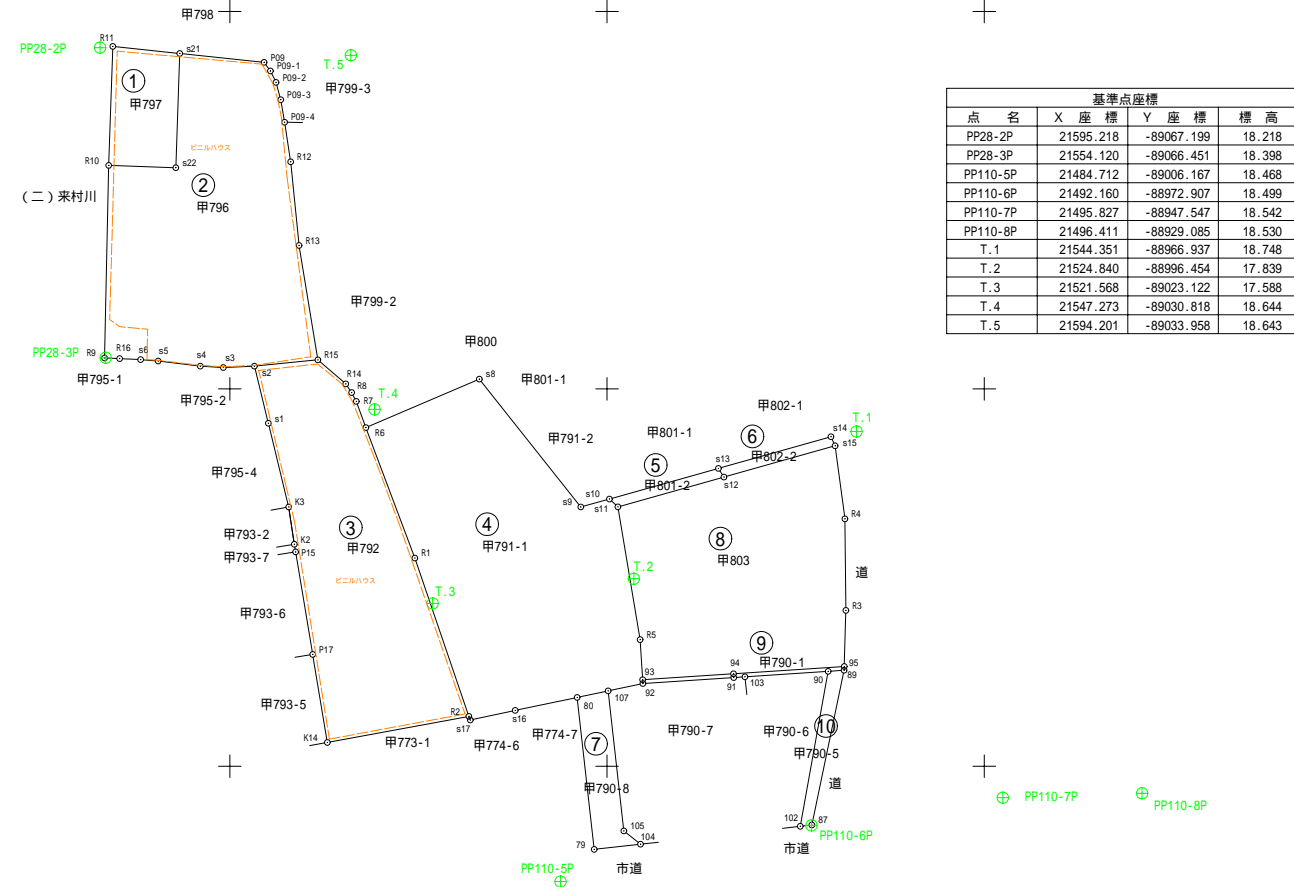 甲798
R11
s21
PP28-2P
P09
T.5
P09-1
①
P09-2
甲799-3
甲797
P09-3
P09-4
ビニルハウス
R10
s22
R12
②
(二)来村川
甲796
R13
甲799-2
甲800
PP28-3P
R9
R16
s6
s5
s4
s3
s2
R15
甲795-1
甲795-2
R14
R8
R7
T.4
s8
甲801-1
甲802-1
T.1
s1
R6
甲791-2
甲801-1
⑥
s14
s15
甲802-2
甲795-4
⑤
s13
s12
甲801-2
K3
s9
s10
s11
R4
甲793-2
K2
③
④
⑧
甲793-7
P15
甲792
甲791-1
甲803
R1
T.2
道
ビニルハウス
T.3
甲793-6
R3
R5
⑨
P17
93
94
甲790-1
95
92
91
103
90
89
甲793-5
80
107
R2
s17
s16
K14
甲773-1
甲774-6
甲774-7
⑦
甲790-7
甲790-6
⑩
甲790-5
甲790-8
道
PP110-7P
PP110-8P
105
104
102
87
PP110-6P
79
市道
市道
PP110-5P
基準点座標
点 名 X 座 標 Y 座 標 標 高
PP28-2P 21595.218 -89067.199 18.218
PP28-3P 21554.120 -89066.451 18.398
PP110-5P 21484.712 -89006.167 18.468
PP110-6P 21492.160 -88972.907 18.499
PP110-7P 21495.827 -88947.547 18.542
PP110-8P 21496.411 -88929.085 18.530
T.1 21544.351 -88966.937 18.748
T.2 21524.840 -88996.454 17.839
T.3 21521.568 -89023.122 17.588
T.4 21547.273 -89030.818 18.644
T.5 21594.201 -89033.958 18.643